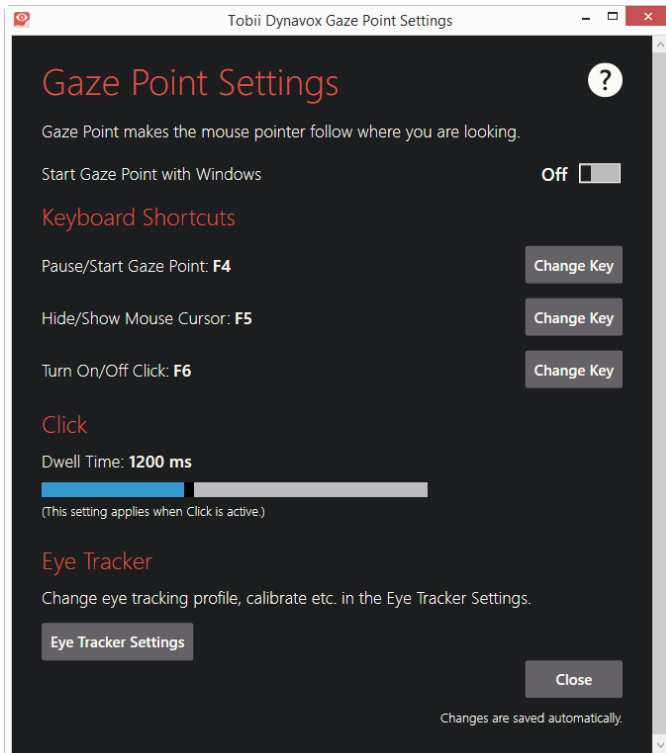 Tobii Dynavox Gaze Point Settings
Gaze Point Settings
?
Gaze Point makes the mouse pointer follow where you are looking.
Start Gaze Point with Windows Off
Keyboard Shortcuts
Pause/Start Gaze Point: F4 Change Key
Hide/Show Mouse Cursor: F5 Change Key
Turn On/Off Click: F6 Change Key
Click
Dwell Time: 1200 ms
(This setting applies when Click is active.)
Eye Tracker
Change eye tracking profile, calibrate etc. in the Eye Tracker Settings.
Eye Tracker Settings
Close
Changes are saved automatically.